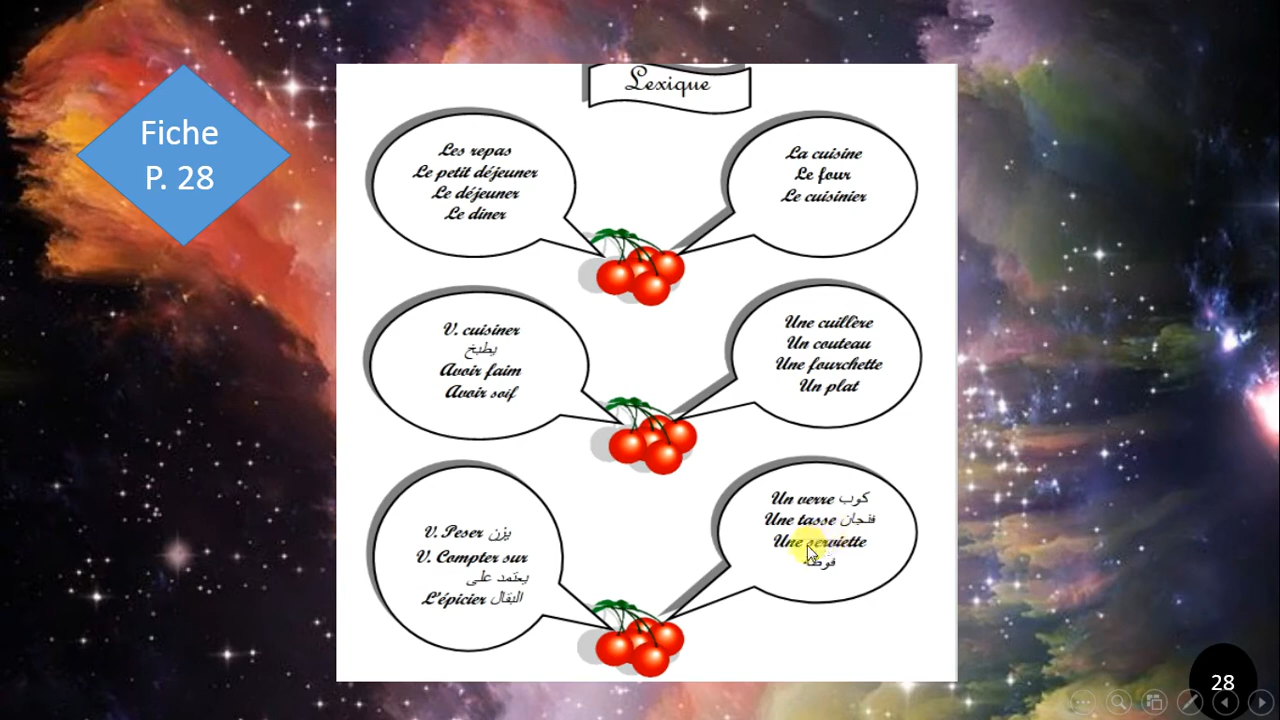 Fiche
P. 28
Lexique
Les repas
Le petit déjeuner
Le déjeuner
Le diner
La cuisine
Le four
Le cuisinier
V. cuisiner
يطبخ
Avoir faim
Avoir soif
Une cuillère
Un couteau
Une fourchette
Un plat
V. Peser يزن
V. Compter sur
يعتمد على
L'épicier البقال
Un verre كوب
Une tasse فنجان
Une serviette
فوطة
28